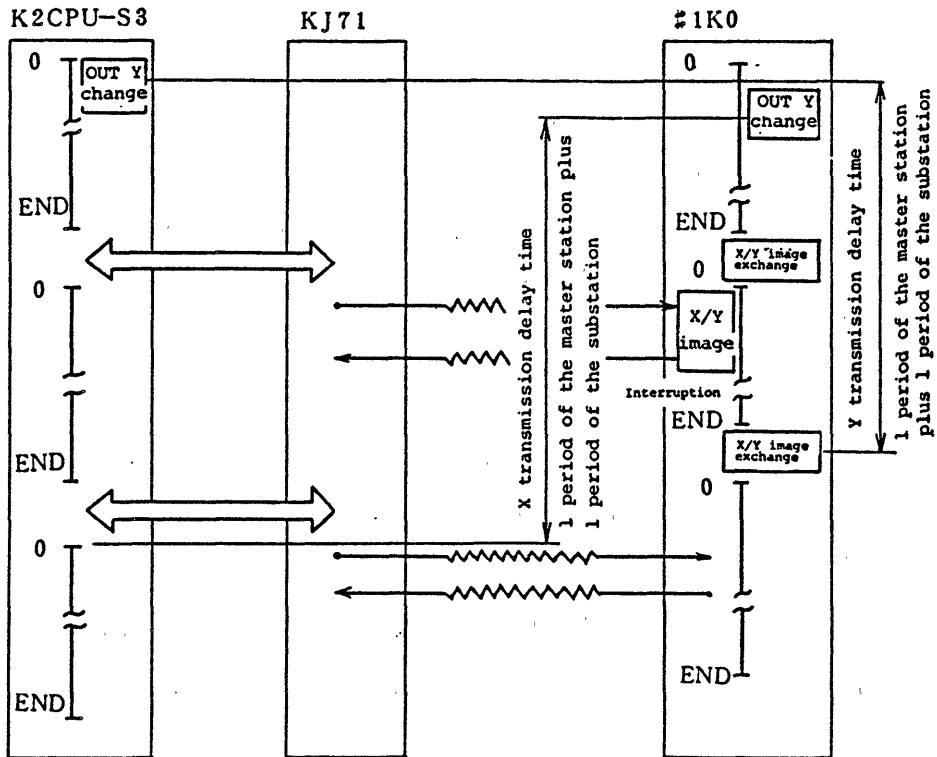 K2CPU-S3
KJ71
#1K0
0
OUT Y
change
END
0
END
0
END
X transmission delay time
1 period of the master station plus
1 period of the substation
0
OUT Y
change
END
X/Y image
exchange
0
X/Y
image
Interruption
END
X/Y image
exchange
0
END
Y transmission delay time
1 period of the master station
plus 1 period of the substation